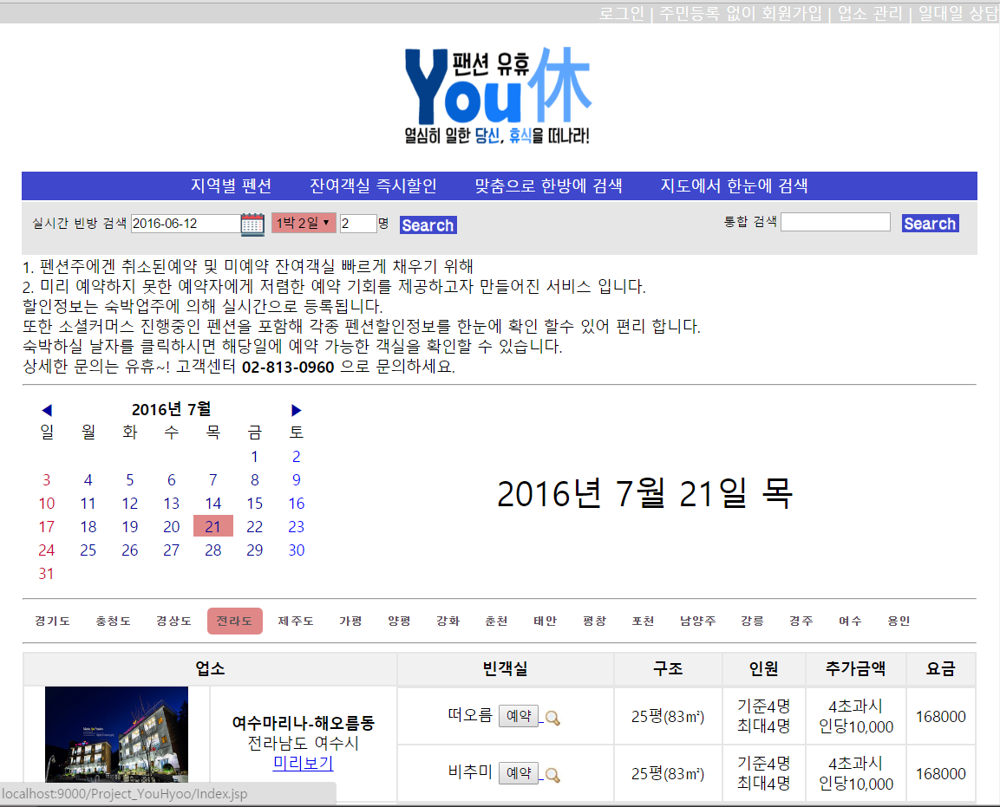 로그인 | 주민등록 없이 회원가입 | 업소 관리 | 일대일 상담
You 팬션 유휴 休
열심히 일한 당신, 휴식을 떠나라!
지역별 펜션 잔여객실 즉시할인 맞춤으로 한방에 검색 지도에서 한눈에 검색
실시간 빈방 검색 2016-06-12 1박 2일 ▼ 2 명 Search 통합 검색 Search
1. 펜션주에겐 취소된예약 및 미예약 잔여객실 빠르게 채우기 위해
2. 미리 예약하지 못한 예약자에게 저렴한 예약 기회를 제공하고자 만들어진 서비스 입니다.
할인정보는 숙박업주에 의해 실시간으로 등록됩니다.
또한 소셜커머스 진행중인 펜션을 포함해 각종 펜션할인정보를 한눈에 확인 할수 있어 편리 합니다.
숙박하실 날자를 클릭하시면 해당일에 예약 가능한 객실을 확인할 수 있습니다.
상세한 문의는 유휴~! 고객센터 02-813-0960 으로 문의하세요.
◀ 2016년 7월 ▶
일 월 화 수 목 금 토
1 2
3 4 5 6 7 8 9
10 11 12 13 14 15 16
17 18 19 20 21 22 23
24 25 26 27 28 29 30
31
2016년 7월 21일 목
경기도 충청도 경상도 전라도 제주도 가평 양평 강화 춘천 태안 평창 포천 남양주 강릉 경주 여수 용인
업소 빈객실 구조 인원 추가금액 요금
여수마리나-해오름동
전라남도 여수시
미리보기
떠오름 예약 25평(83㎡) 기준4명 최대4명 4초과시 인당10,000 168000
비추미 예약 25평(83㎡) 기준4명 최대4명 4초과시 인당10,000 168000
localhost:9000/Project_YouHyoo/Index.jsp